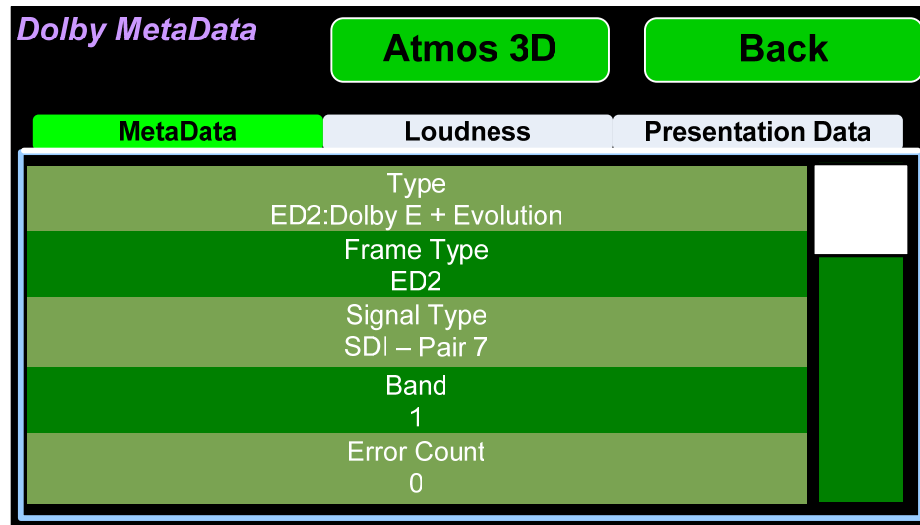 Dolby MetaData
Atmos 3D
Back
MetaData
Loudness
Presentation Data
Type
ED2:Dolby E + Evolution
Frame Type
ED2
Signal Type
SDI – Pair 7
Band
1
Error Count
0